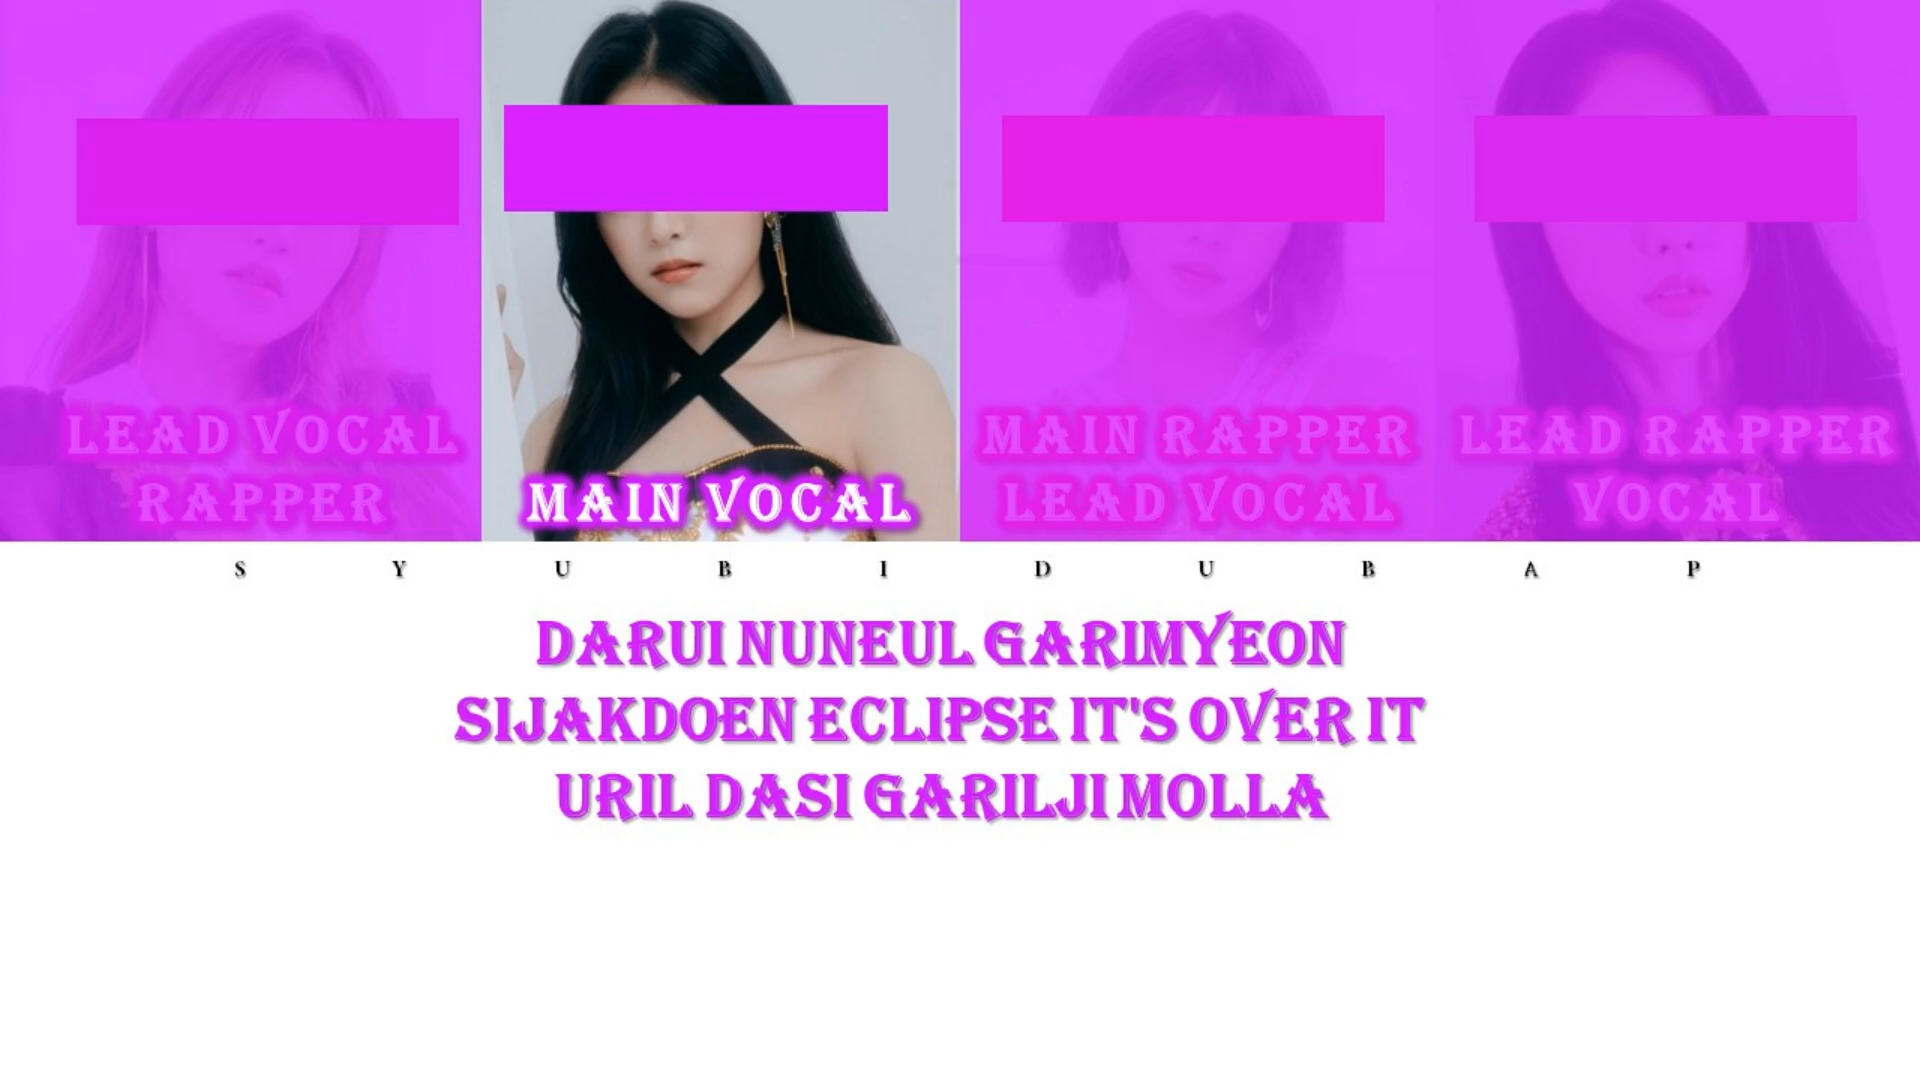 LEAD VOCAL
RAPPER
MAIN VOCAL
MAIN RAPPER
LEAD VOCAL
LEAD RAPPER
VOCAL
S Y U B I D U B A P
DARUI NUNEUL GARIMYEON
SIJAKDOEN ECLIPSE IT'S OVER IT
URIL DASI GARILJI MOLLA